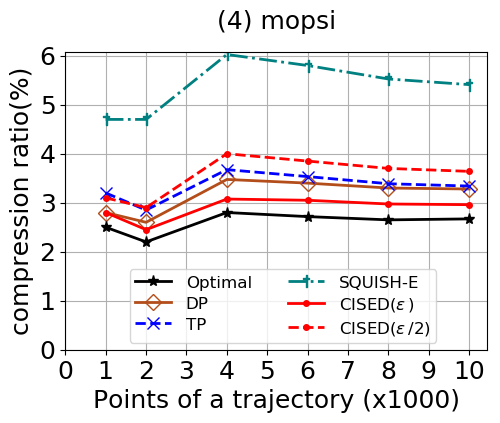 (4) mopsi
compression ratio(%)
6
5
4
3
2
1
0
Optimal
DP
TP
SQUISH-E
CISED(ε )
CISED(ε /2)
0 1 2 3 4 5 6 7 8 9 10
Points of a trajectory (x1000)